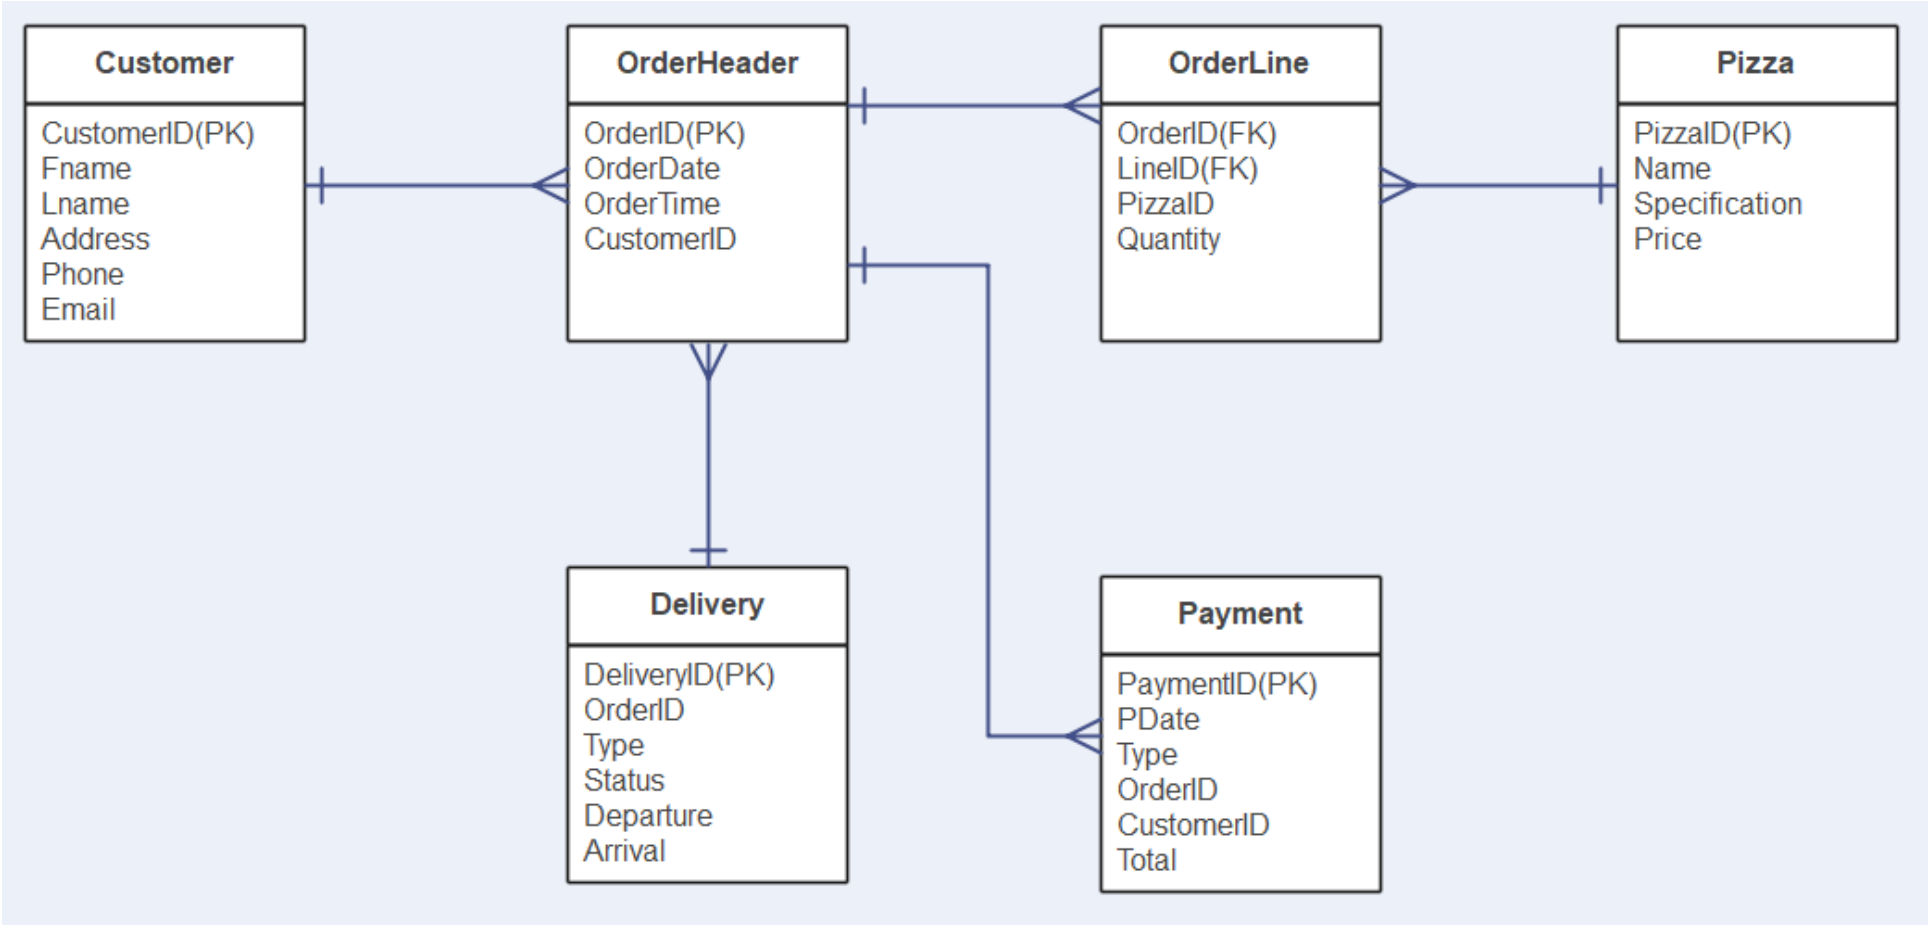 Customer
CustomerID(PK)
Fname
Lname
Address
Phone
Email
OrderHeader
OrderID(PK)
OrderDate
OrderTime
CustomerID
OrderLine
OrderID(FK)
LineID(FK)
PizzaID
Quantity
Pizza
PizzaID(PK)
Name
Specification
Price
Delivery
DeliveryID(PK)
OrderID
Type
Status
Departure
Arrival
Payment
PaymentID(PK)
PDate
Type
OrderID
CustomerID
Total